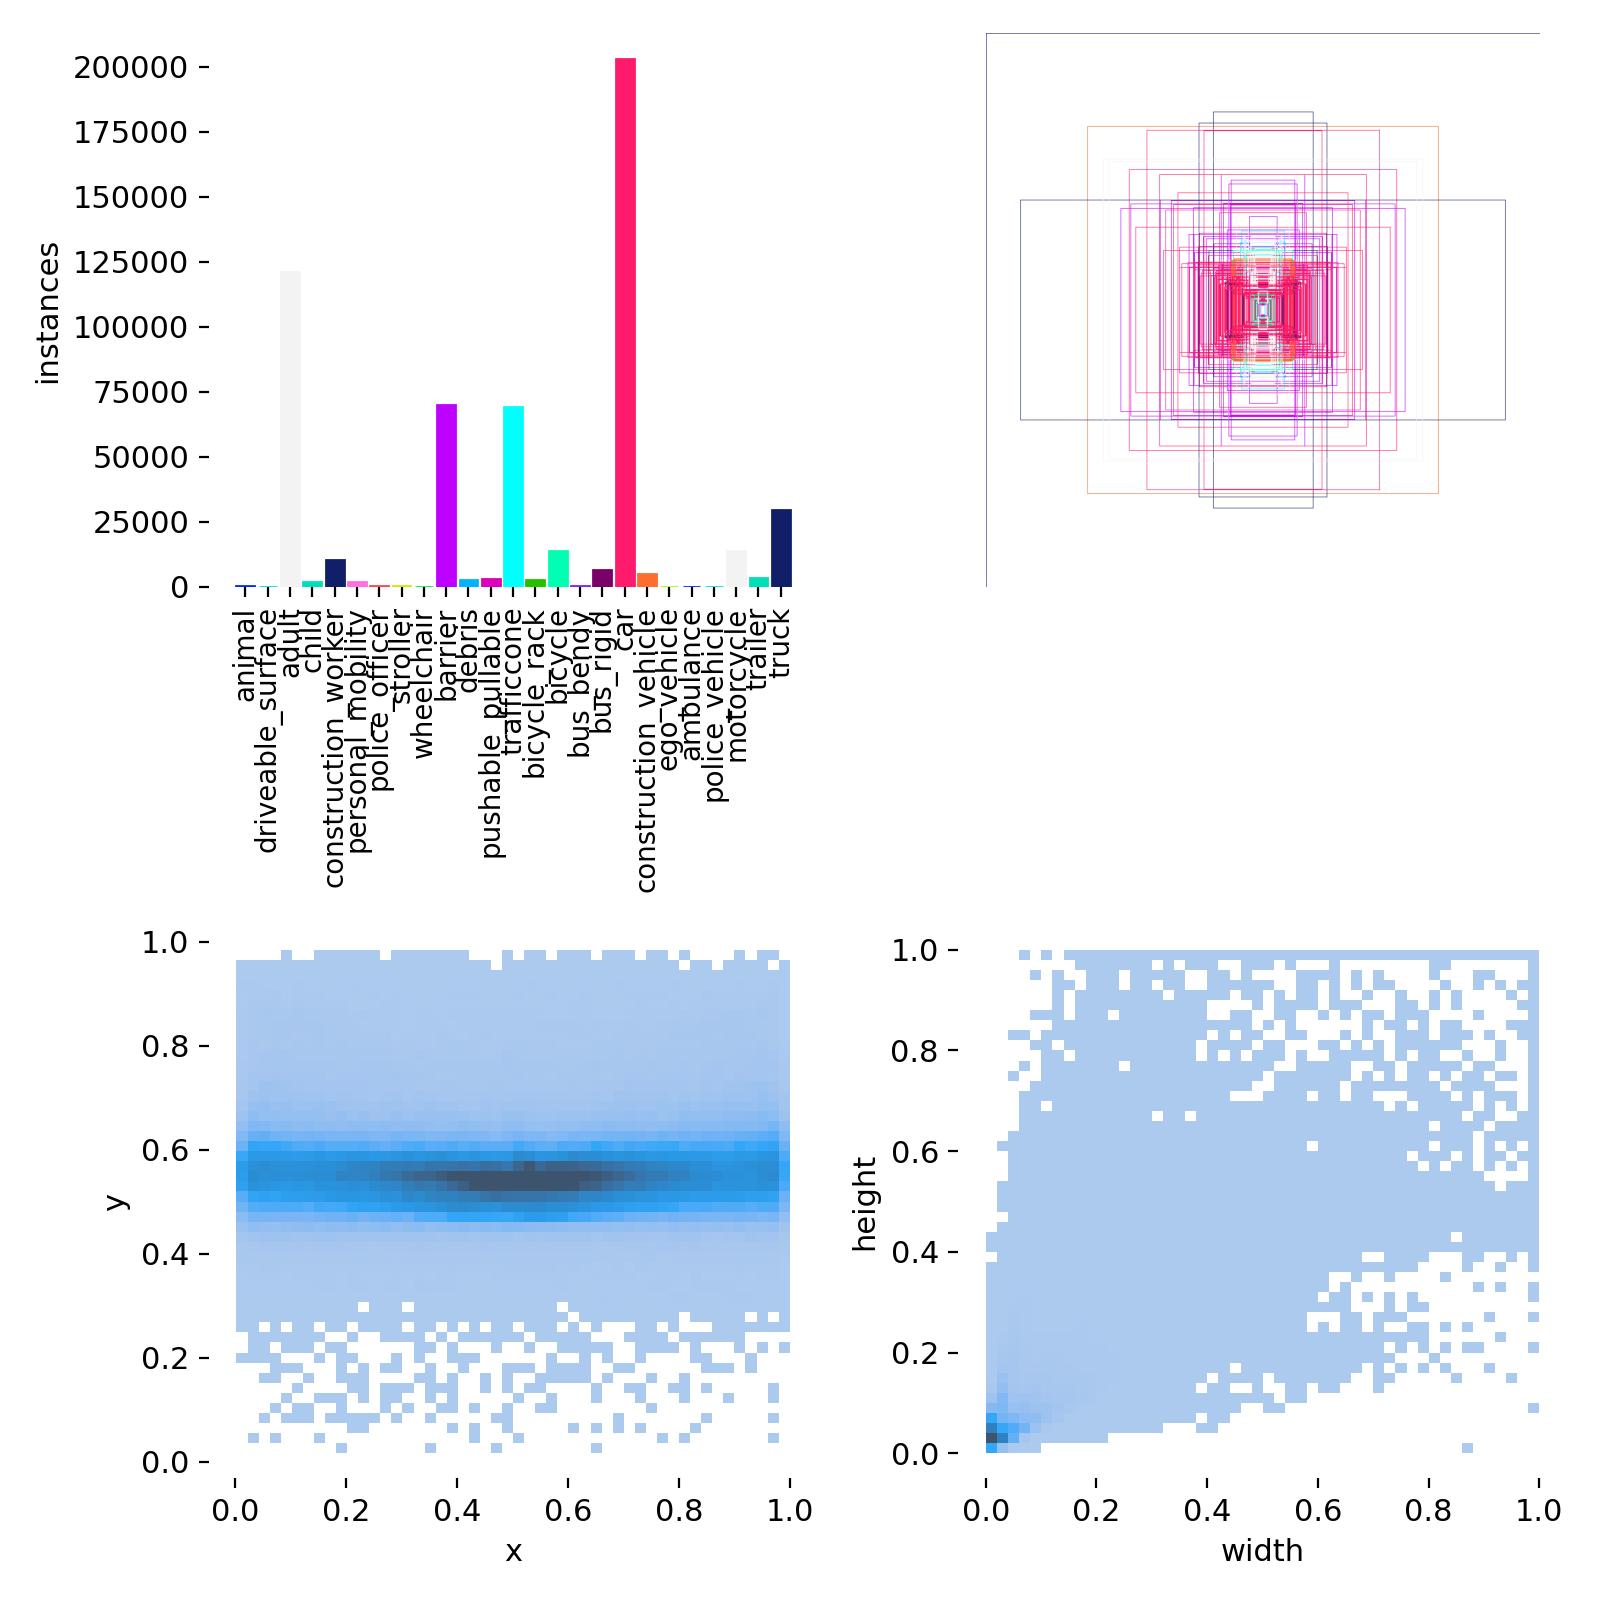 200000
175000
150000
125000
100000
75000
50000
25000
0
instances
animal
driveable_surface
adult
child
construction_worker
personal_mobility
police_officer
stroller
wheelchair
barrier
debris
pushable_pullable
trafficcone
bicycle_rack
bicycle
bus_bendy
bus_rigid
car
construction_vehicle
ego_vehicle
ambulance
police_vehicle
motorcycle
trailer
truck
1.0
0.8
0.6
0.4
0.2
0.0
y
0.0 0.2 0.4 0.6 0.8 1.0
x
1.0
0.8
0.6
0.4
0.2
0.0
height
0.0 0.2 0.4 0.6 0.8 1.0
width